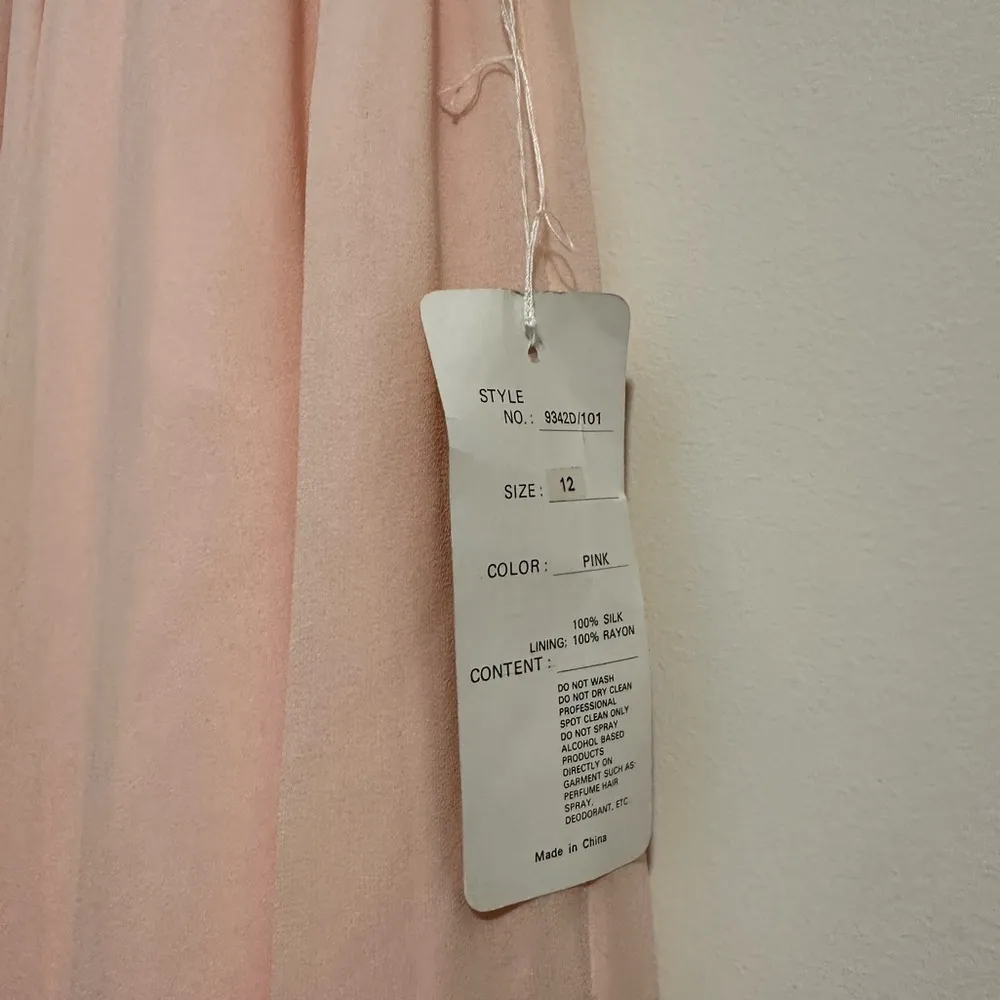 STYLE
NO.: 9342D/101
SIZE: 12
COLOR: PINK
100% SILK
LINING; 100% RAYON
CONTENT:
DO NOT WASH
DO NOT DRY CLEAN
PROFESSIONAL
SPOT CLEAN ONLY
DO NOT SPRAY
ALCOHOL BASED
PRODUCTS
DIRECTLY ON
GARMENT SUCH AS:
PERFUME HAIR
SPRAY,
DEODORANT, ETC.
Made in China